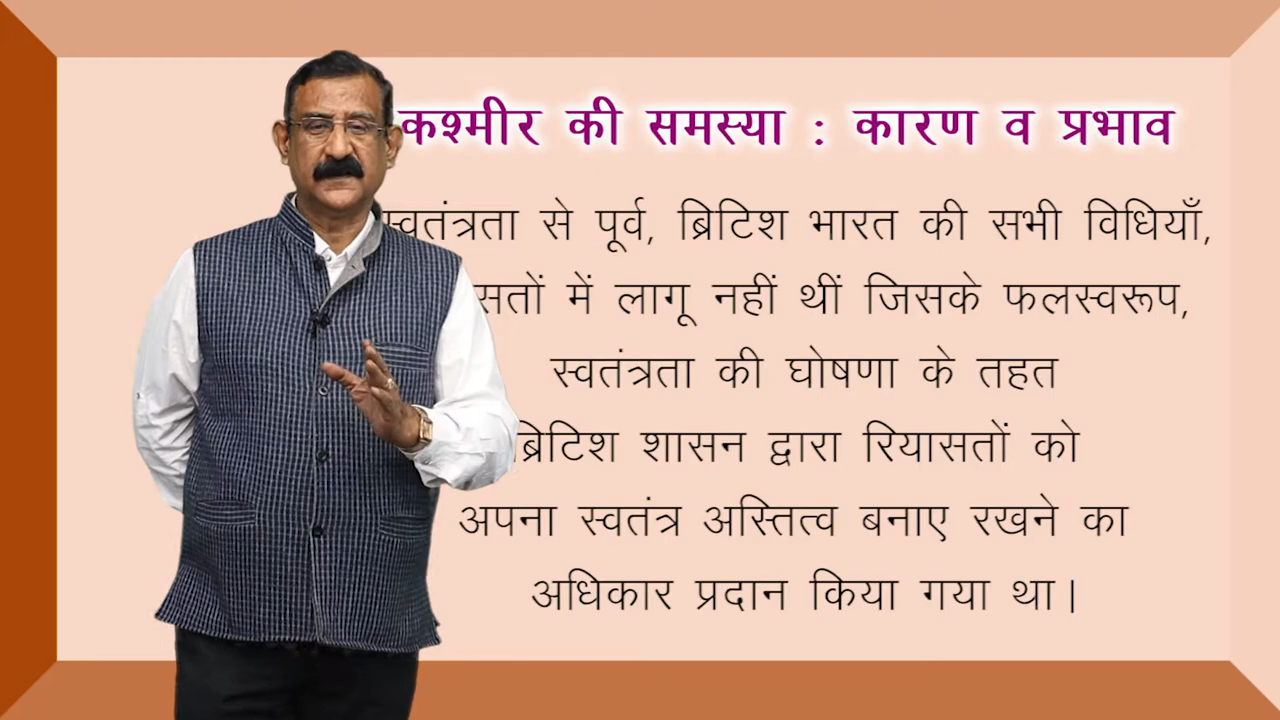 कश्मीर की समस्या : कारण व प्रभाव
स्वतंत्रता से पूर्व, ब्रिटिश भारत की सभी विधियाँ,
में लागू नहीं थीं जिसके फलस्वरूप,
स्वतंत्रता की घोषणा के तहत
ब्रिटिश शासन द्वारा रियासतों को
अपना स्वतंत्र अस्तित्व बनाए रखने का
अधिकार प्रदान किया गया था।